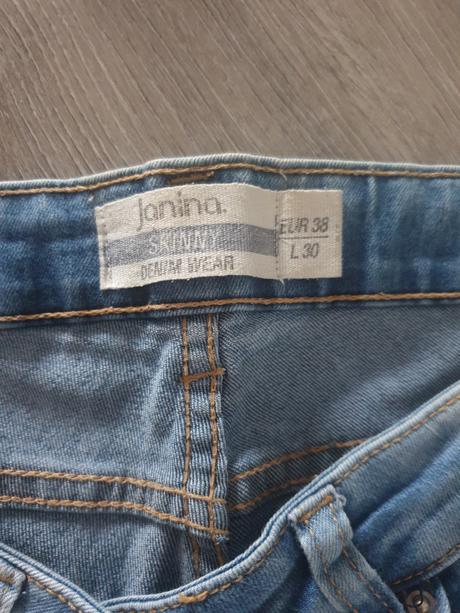 Janina.
SKINNY
DENIM WEAR
EUR 38
L 30